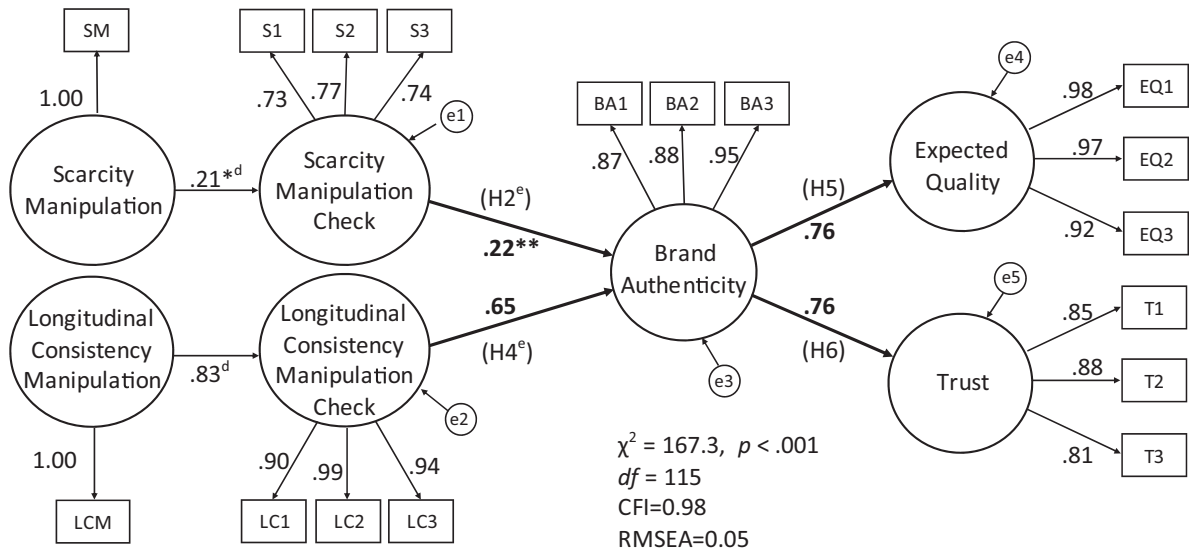 SM
S1
S2
S3
1.00
.73
.77
.74
e1
Scarcity
Manipulation
.21*ᵈ
Scarcity
Manipulation
Check
(H2ᵉ)
.22**
BA1
BA2
BA3
.87
.88
.95
Brand
Authenticity
e3
(H5)
.76
e4
Expected
Quality
.98
EQ1
.97
EQ2
.92
EQ3
Longitudinal
Consistency
Manipulation
.83ᵈ
Longitudinal
Consistency
Manipulation
Check
.65
(H4ᵉ)
e2
.76
(H6)
e5
Trust
.85
T1
.88
T2
.81
T3
1.00
LCM
.90
.99
.94
LC1
LC2
LC3
χ² = 167.3, p < .001
df = 115
CFI=0.98
RMSEA=0.05